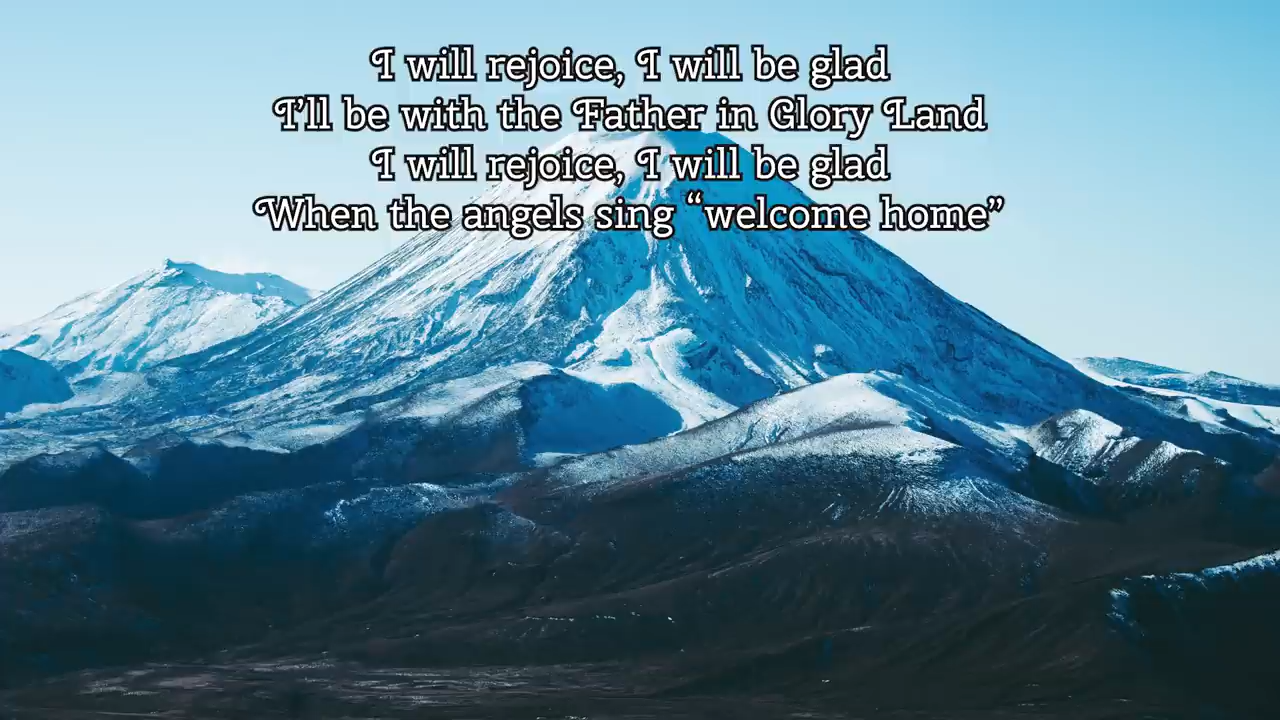 I will rejoice, I will be glad
I’ll be with the Father in Glory Land
I will rejoice, I will be glad
When the angels sing “welcome home”